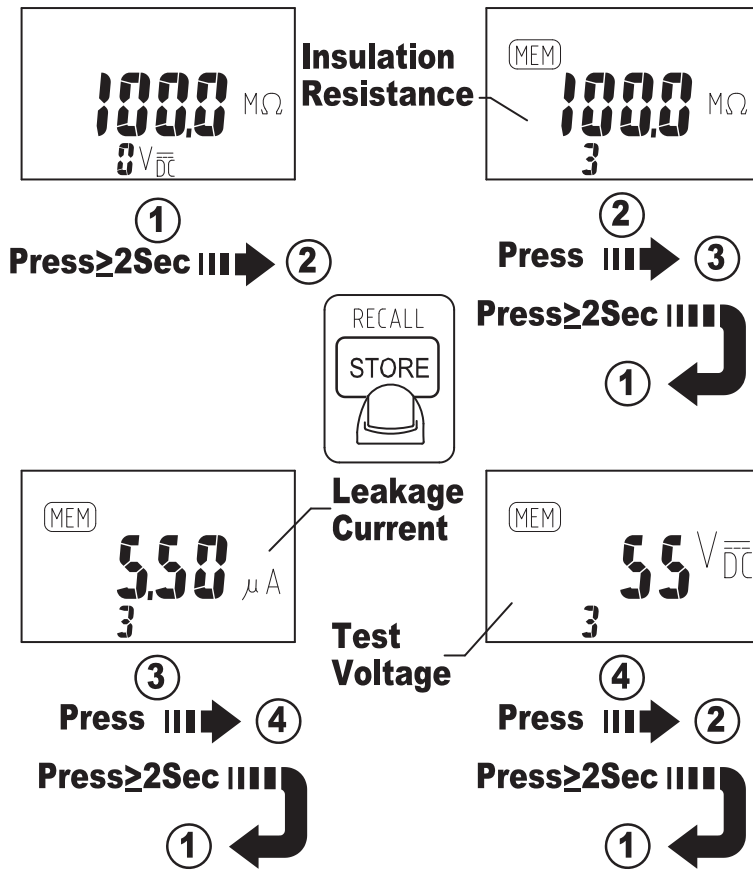 100.0 MΩ
0 V DC
①
Press≥2Sec ②
Insulation
Resistance
MEM
100.0 MΩ
3
②
Press ③
Press≥2Sec
①
RECALL
STORE
MEM
5.50 μA
3
Leakage
Current
③
Press ④
Press≥2Sec
①
MEM
55 V DC
3
Test
Voltage
④
Press ②
Press≥2Sec
①